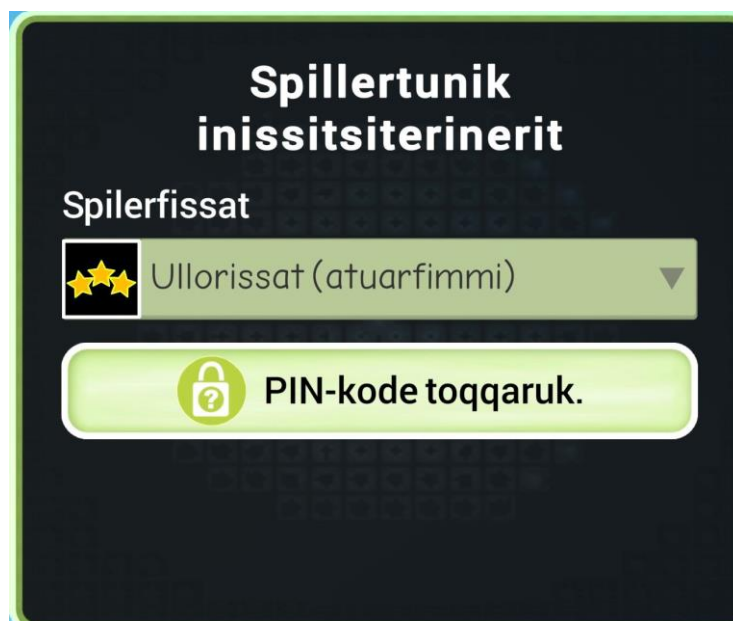 Spillertunik
inissitsiterinerit
Spilerfissat
Ullorissat (atuarfimmi)
PIN-kode toqqaruk.